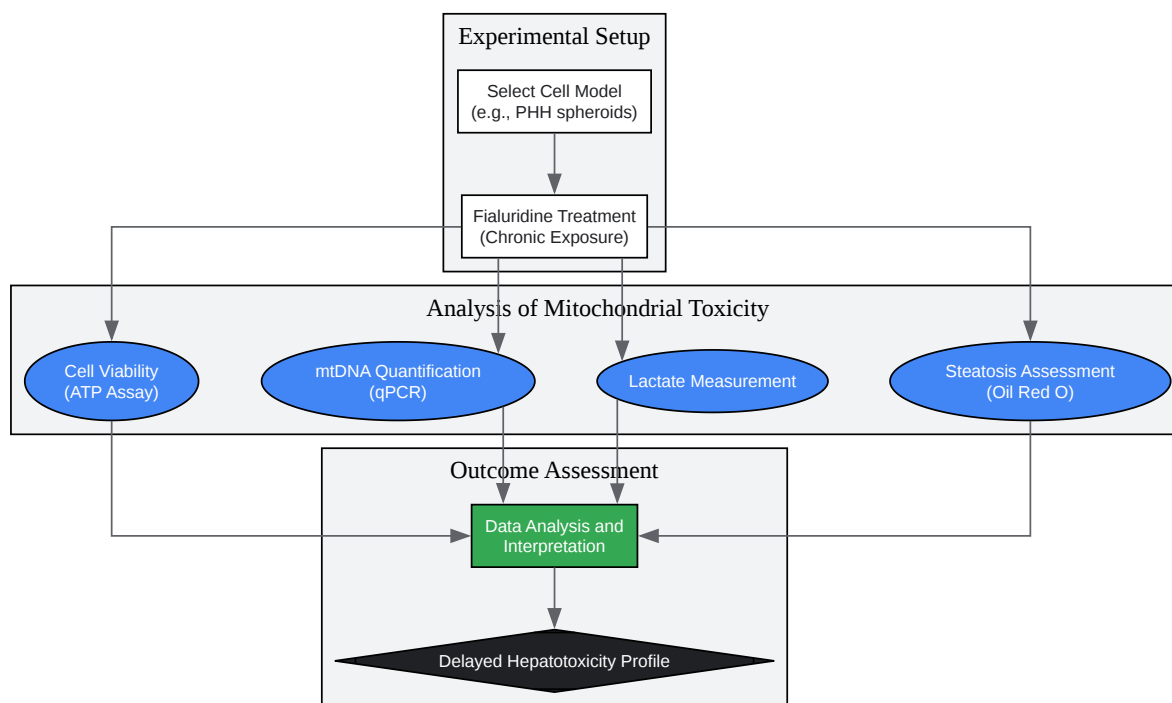 Experimental Setup
Select Cell Model
(e.g., PHH spheroids)
Fialuridine Treatment
(Chronic Exposure)
Analysis of Mitochondrial Toxicity
Cell Viability
(ATP Assay)
mtDNA Quantification
(qPCR)
Lactate Measurement
Steatosis Assessment
(Oil Red O)
Outcome Assessment
Data Analysis and
Interpretation
Delayed Hepatotoxicity Profile